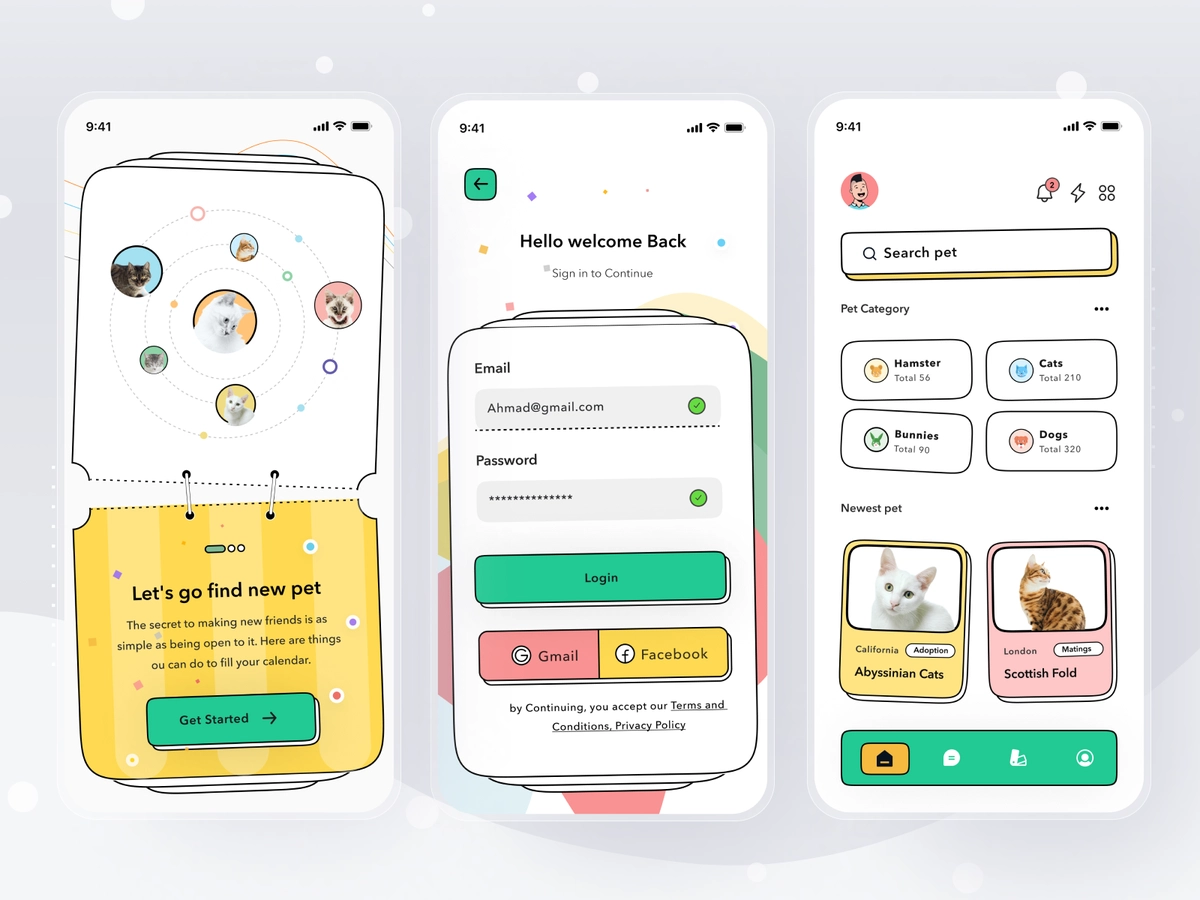 9:41
Let's go find new pet
The secret to making new friends is as
simple as being open to it. Here are things
ou can do to fill your calendar.
Get Started
9:41
Hello welcome Back
Sign in to Continue
Email
Ahmad@gmail.com
Password
**************
Login
Gmail
Facebook
by Continuing, you accept our Terms and
Conditions, Privacy Policy
9:41
2
Search pet
Pet Category
Hamster
Total 56
Cats
Total 210
Bunnies
Total 90
Dogs
Total 320
Newest pet
California
Adoption
Abyssinian Cats
London
Matings
Scottish Fold